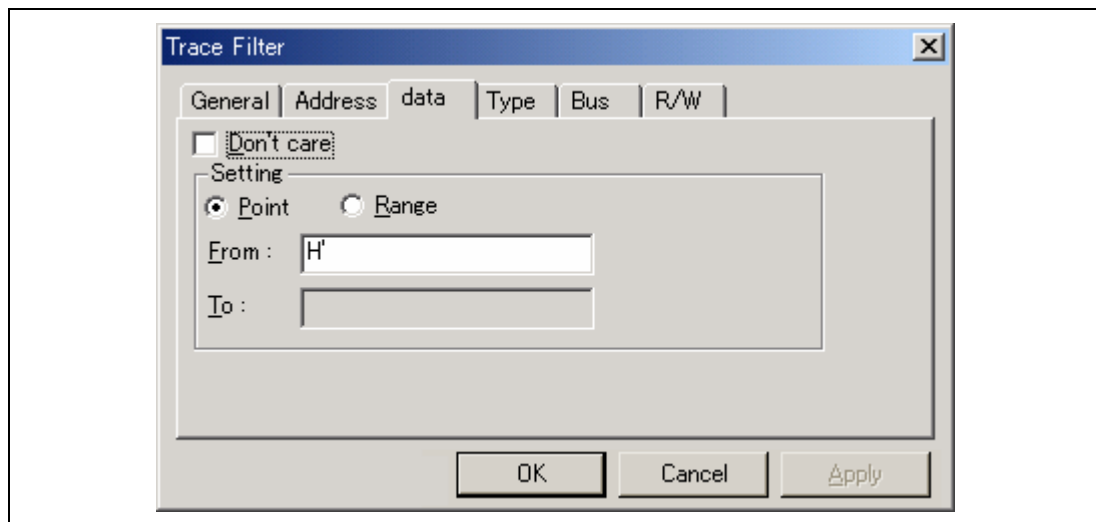 Trace Filter
General Address data Type Bus R/W
Don't care
Setting
Point Range
From : H'
To :
OK Cancel Apply